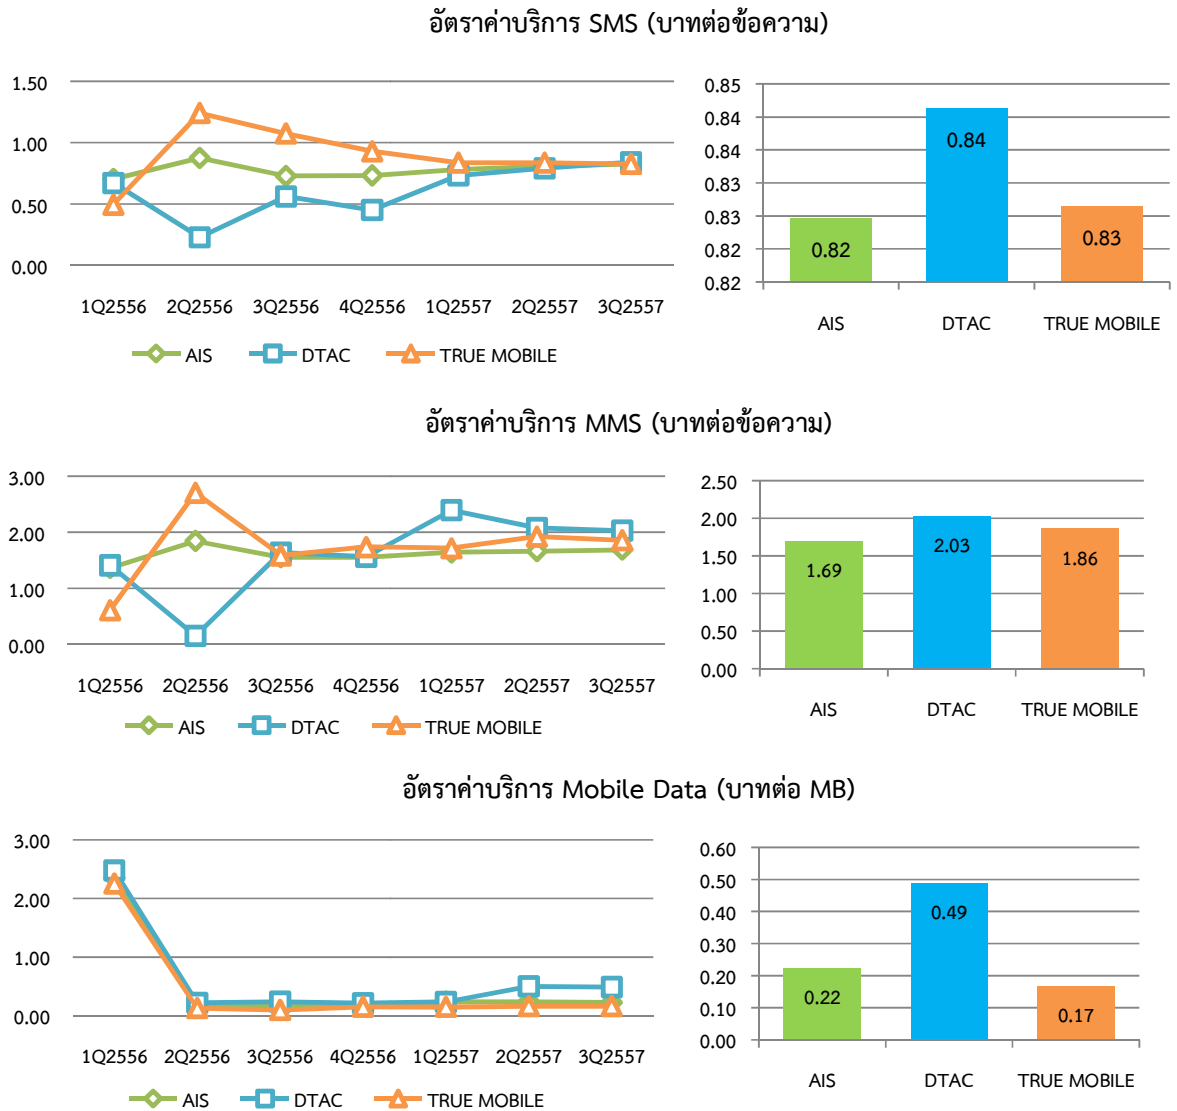 อัตราค่าบริการ SMS (บาทต่อข้อความ)
1.50
1.00
0.50
0.00
1Q2556 2Q2556 3Q2556 4Q2556 1Q2557 2Q2557 3Q2557
AIS DTAC TRUE MOBILE
0.85
0.84
0.84
0.83
0.83
0.82
0.82
0.82 0.84 0.83
AIS DTAC TRUE MOBILE
อัตราค่าบริการ MMS (บาทต่อข้อความ)
3.00
2.00
1.00
0.00
1Q2556 2Q2556 3Q2556 4Q2556 1Q2557 2Q2557 3Q2557
AIS DTAC TRUE MOBILE
2.50
2.00
1.50
1.00
0.50
0.00
1.69 2.03 1.86
AIS DTAC TRUE MOBILE
อัตราค่าบริการ Mobile Data (บาทต่อ MB)
3.00
2.00
1.00
0.00
1Q2556 2Q2556 3Q2556 4Q2556 1Q2557 2Q2557 3Q2557
AIS DTAC TRUE MOBILE
0.60
0.50
0.40
0.30
0.20
0.10
0.00
0.22 0.49 0.17
AIS DTAC TRUE MOBILE